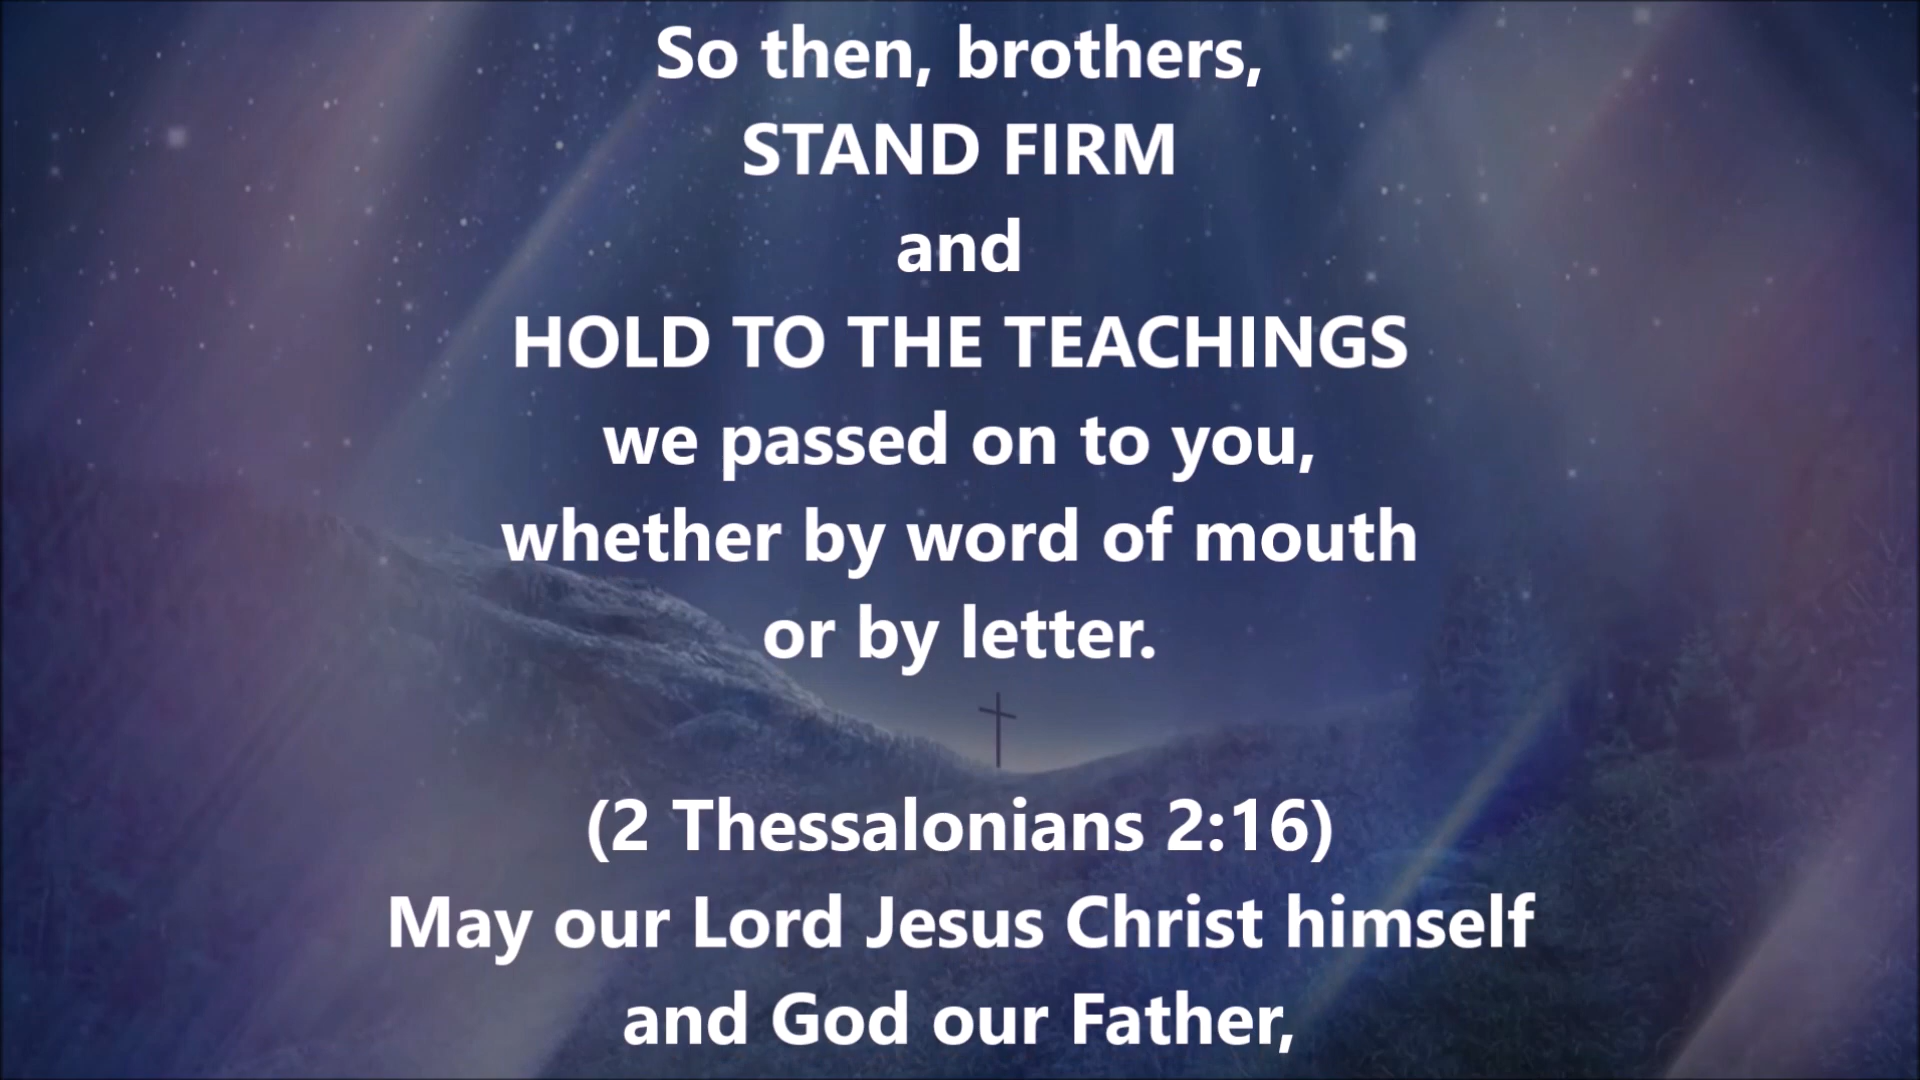 So then, brothers,
STAND FIRM
and
HOLD TO THE TEACHINGS
we passed on to you,
whether by word of mouth
or by letter.
(2 Thessalonians 2:16)
May our Lord Jesus Christ himself
and God our Father,